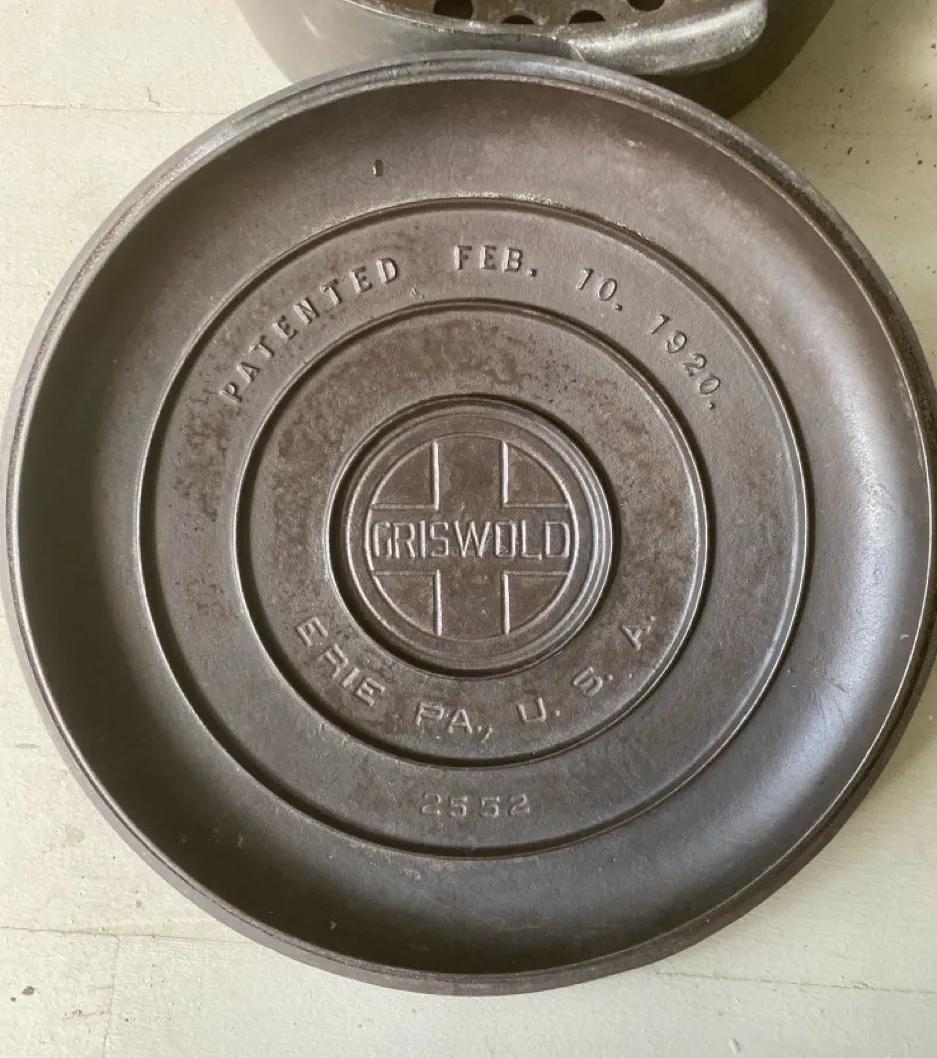 PATENTED FEB. 10, 1920.
GRISWOLD
ERIE PA., U. S. A.
2552